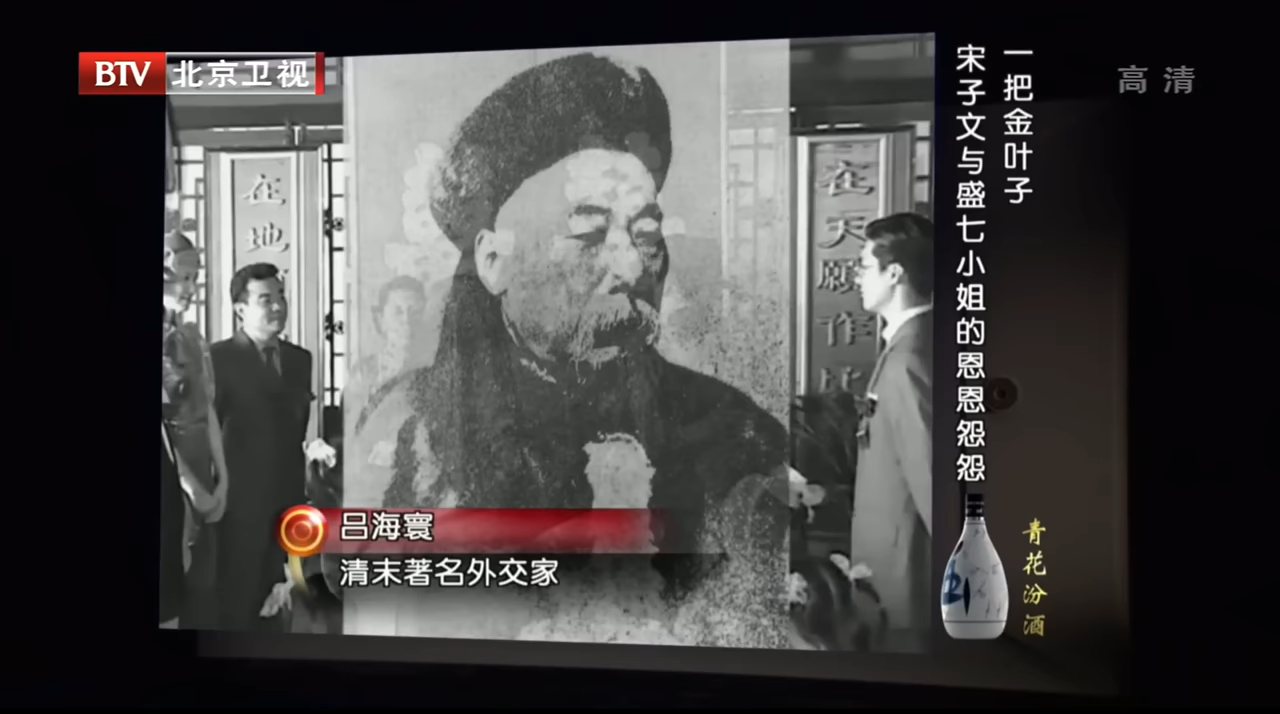 BTV 北京卫视
高清
一把金叶子
宋子文与盛七小姐的恩恩怨怨
在地
在天願作比
吕海寰
清末著名外交家
青花汾酒